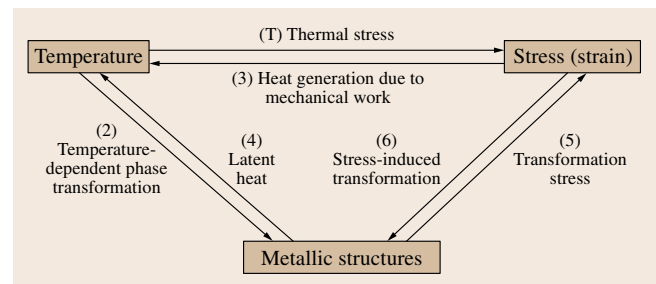 (T) Thermal stress
Temperature
Stress (strain)
(3) Heat generation due to
mechanical work
(2)
Temperature-
dependent phase
transformation
(4)
Latent
heat
(6)
Stress-induced
transformation
(5)
Transformation
stress
Metallic structures